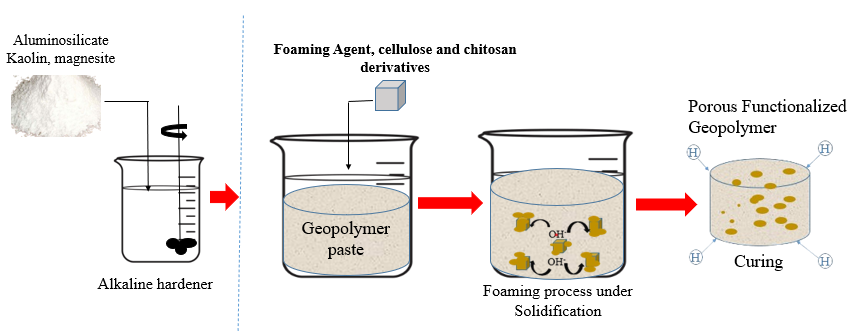 Aluminosilicate
Kaolin, magnesite
Alkaline hardener
Foaming Agent, cellulose and chitosan
derivatives
Geopolymer
paste
OH-
OH-
Foaming process under
Solidification
Porous Functionalized
Geopolymer
H
H
H
H
Curing